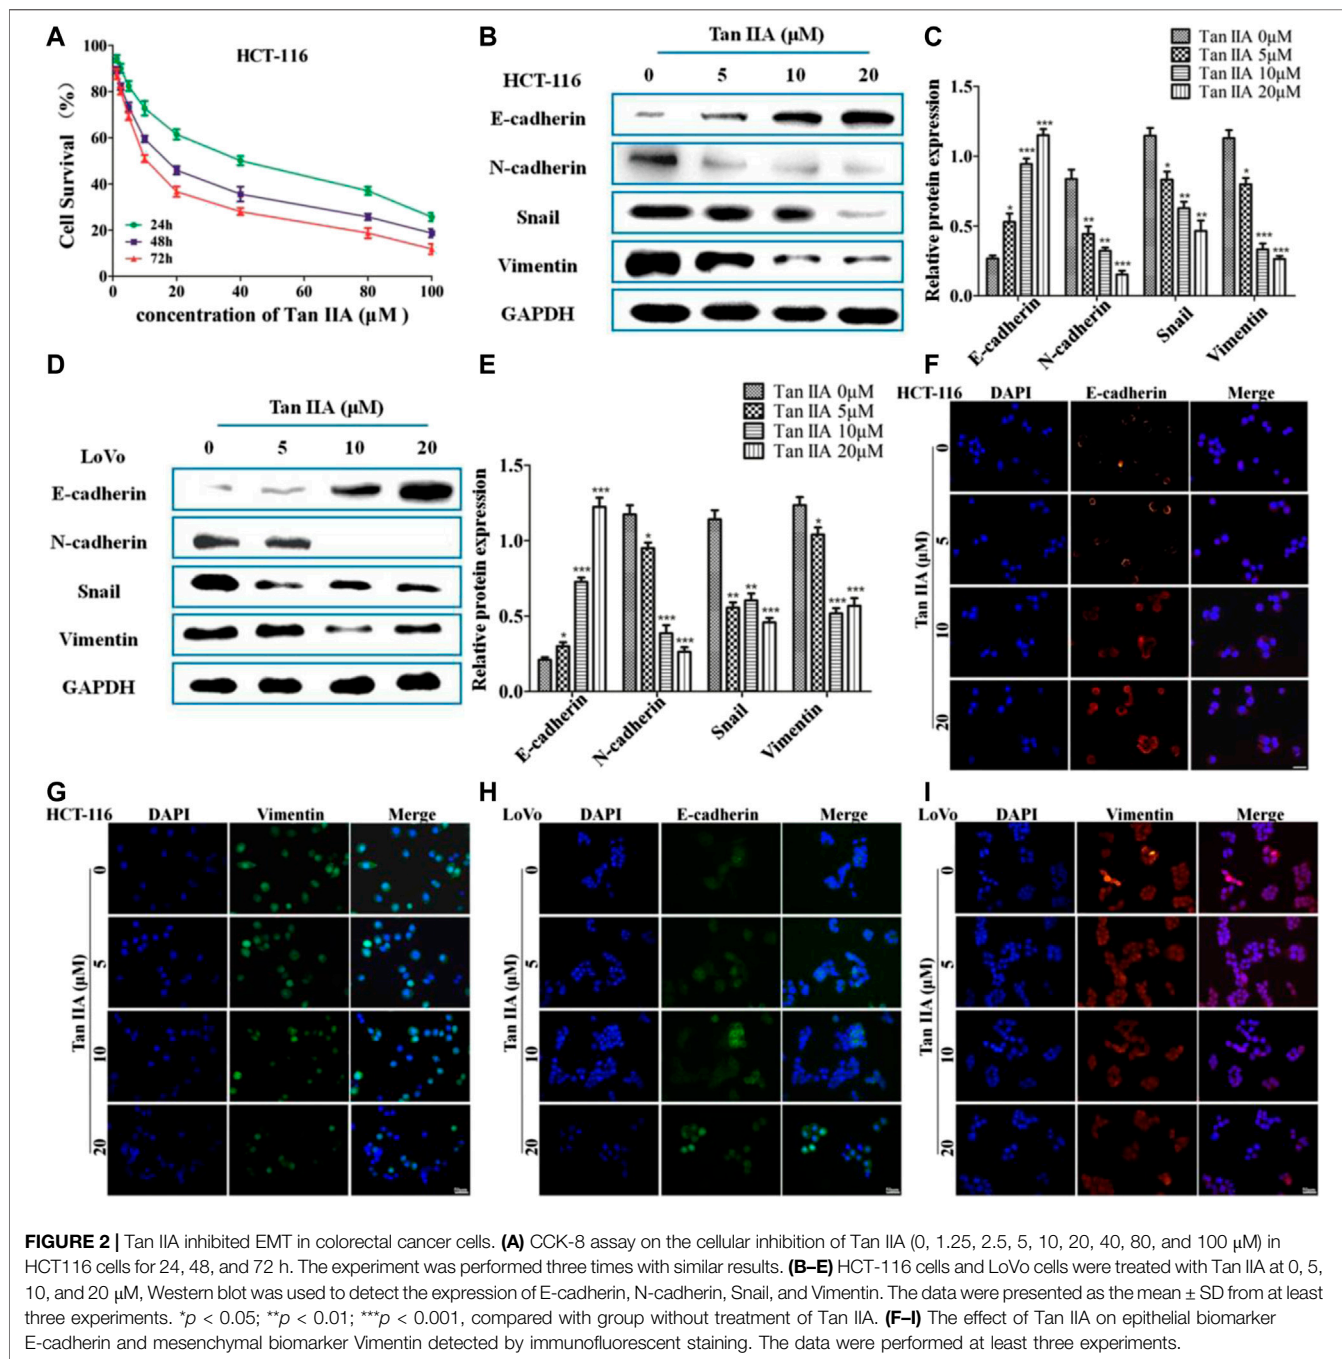 A
HCT-116
100
80
60
40
20
0
Cell Survival (%)
24h
48h
72h
0 20 40 60 80 100
concentration of Tan IIA (μM )
B
Tan IIA (μM)
HCT-116 0 5 10 20
E-cadherin
N-cadherin
Snail
Vimentin
GAPDH
C
Tan IIA 0μM
Tan IIA 5μM
Tan IIA 10μM
Tan IIA 20μM
Relative protein expression
1.5
1.0
0.5
0.0
* *** ***
** ** ***
* ** **
* *** ***
E-cadherin
N-cadherin
Snail
Vimentin
D
Tan IIA (μM)
LoVo 0 5 10 20
E-cadherin
N-cadherin
Snail
Vimentin
GAPDH
E
Tan IIA 0μM
Tan IIA 5μM
Tan IIA 10μM
Tan IIA 20μM
Relative protein expression
1.5
1.0
0.5
0.0
* *** ***
* *** ***
** ** ***
* *** ***
E-cadherin
N-cadherin
Snail
Vimentin
F
HCT-116 DAPI E-cadherin Merge
Tan IIA (μM)
0
5
10
20
G
HCT-116 DAPI Vimentin Merge
Tan IIA (μM)
0
5
10
20
H
LoVo DAPI E-cadherin Merge
Tan IIA (μM)
0
5
10
20
I
LoVo DAPI Vimentin Merge
Tan IIA (μM)
0
5
10
20
FIGURE 2 | Tan IIA inhibited EMT in colorectal cancer cells. (A) CCK-8 assay on the cellular inhibition of Tan IIA (0, 1.25, 2.5, 5, 10, 20, 40, 80, and 100 μM) in
HCT116 cells for 24, 48, and 72 h. The experiment was performed three times with similar results. (B–E) HCT-116 cells and LoVo cells were treated with Tan IIA at 0, 5,
10, and 20 μM, Western blot was used to detect the expression of E-cadherin, N-cadherin, Snail, and Vimentin. The data were presented as the mean ± SD from at least
three experiments. *p < 0.05; **p < 0.01; ***p < 0.001, compared with group without treatment of Tan IIA. (F–I) The effect of Tan IIA on epithelial biomarker
E-cadherin and mesenchymal biomarker Vimentin detected by immunofluorescent staining. The data were performed at least three experiments.